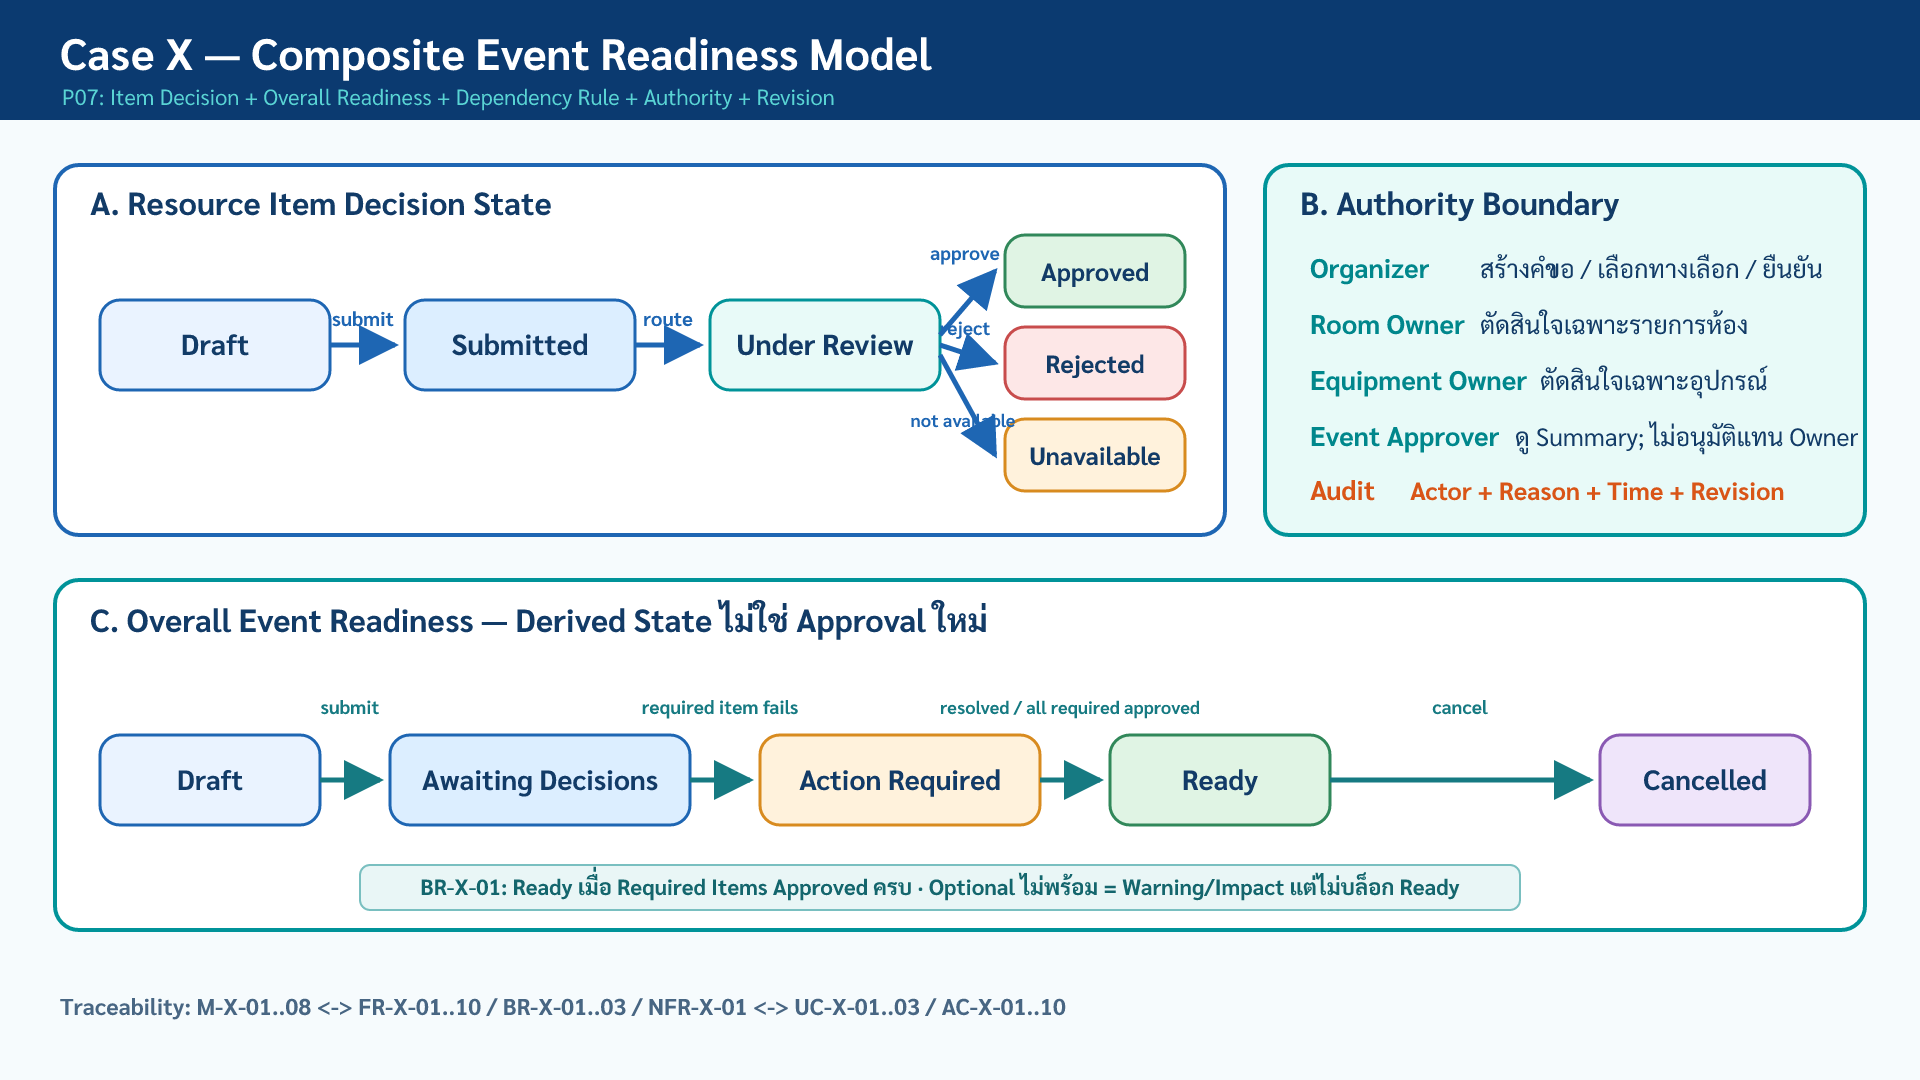 Case X — Composite Event Readiness Model
P07: Item Decision + Overall Readiness + Dependency Rule + Authority + Revision
A. Resource Item Decision State
Draft
submit
Submitted
route
Under Review
approve
Approved
reject
Rejected
not available
Unavailable
B. Authority Boundary
Organizer สร้างคำขอ / เลือกทางเลือก / ยืนยัน
Room Owner ตัดสินใจเฉพาะรายการห้อง
Equipment Owner ตัดสินใจเฉพาะอุปกรณ์
Event Approver ดู Summary; ไม่อนุมัติแทน Owner
Audit Actor + Reason + Time + Revision
C. Overall Event Readiness — Derived State ไม่ใช่ Approval ใหม่
submit
required item fails
resolved / all required approved
cancel
Draft
Awaiting Decisions
Action Required
Ready
Cancelled
BR-X-01: Ready เมื่อ Required Items Approved ครบ · Optional ไม่พร้อม = Warning/Impact แต่ไม่บล็อก Ready
Traceability: M-X-01..08 <-> FR-X-01..10 / BR-X-01..03 / NFR-X-01 <-> UC-X-01..03 / AC-X-01..10